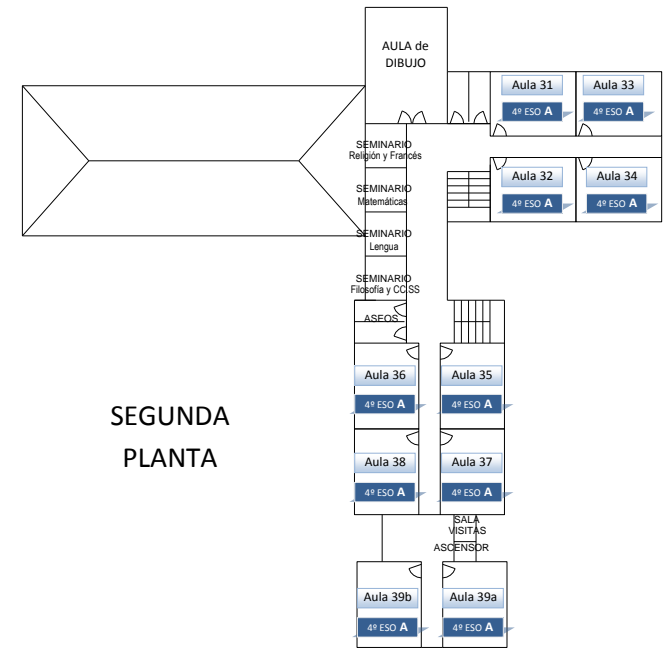 AULA de
DIBUJO
Aula 31
4º ESO A
Aula 33
4º ESO A
SEMINARIO
Religión y Francés
Aula 32
4º ESO A
Aula 34
4º ESO A
SEMINARIO
Matemáticas
SEMINARIO
Lengua
SEMINARIO
Filosofía y CC.SS
ASEOS
Aula 36
4º ESO A
Aula 35
4º ESO A
SEGUNDA
PLANTA
Aula 38
4º ESO A
Aula 37
4º ESO A
SALA
VISITAS
ASCENSOR
Aula 39b
4º ESO A
Aula 39a
4º ESO A